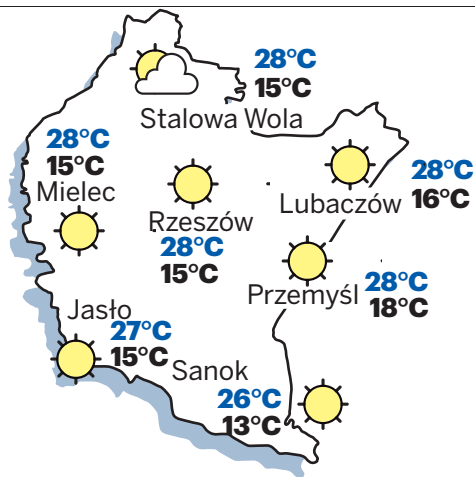 28°C
15°C
Stalowa Wola
28°C
15°C
Mielec
28°C
16°C
Lubaczów
Rzeszów
28°C
15°C
Przemyśl
28°C
18°C
Jasło
27°C
15°C
Sanok
26°C
13°C